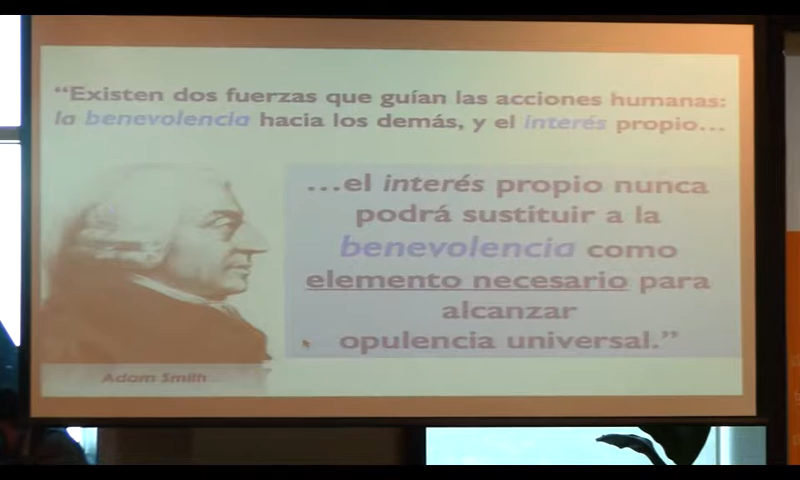 “Existen dos fuerzas que guían las acciones humanas:
la benevolencia hacia los demás, y el interés propio…
…el interés propio nunca
podrá sustituir a la
benevolencia como
elemento necesario para
alcanzar
opulencia universal.”
Adam Smith